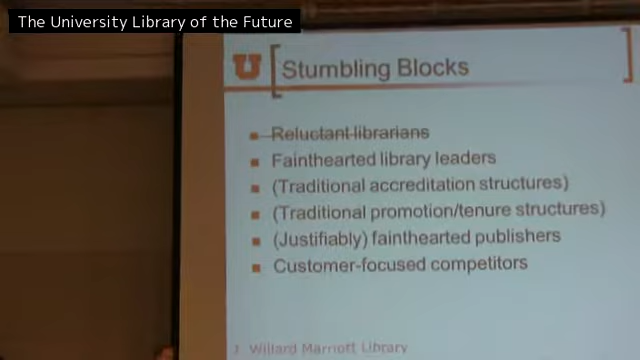 The University Library of the Future
U
Stumbling Blocks
Reluctant librarians
Fainthearted library leaders
(Traditional accreditation structures)
(Traditional promotion/tenure structures)
(Justifiably) fainthearted publishers
Customer-focused competitors
J. Willard Marriott Library